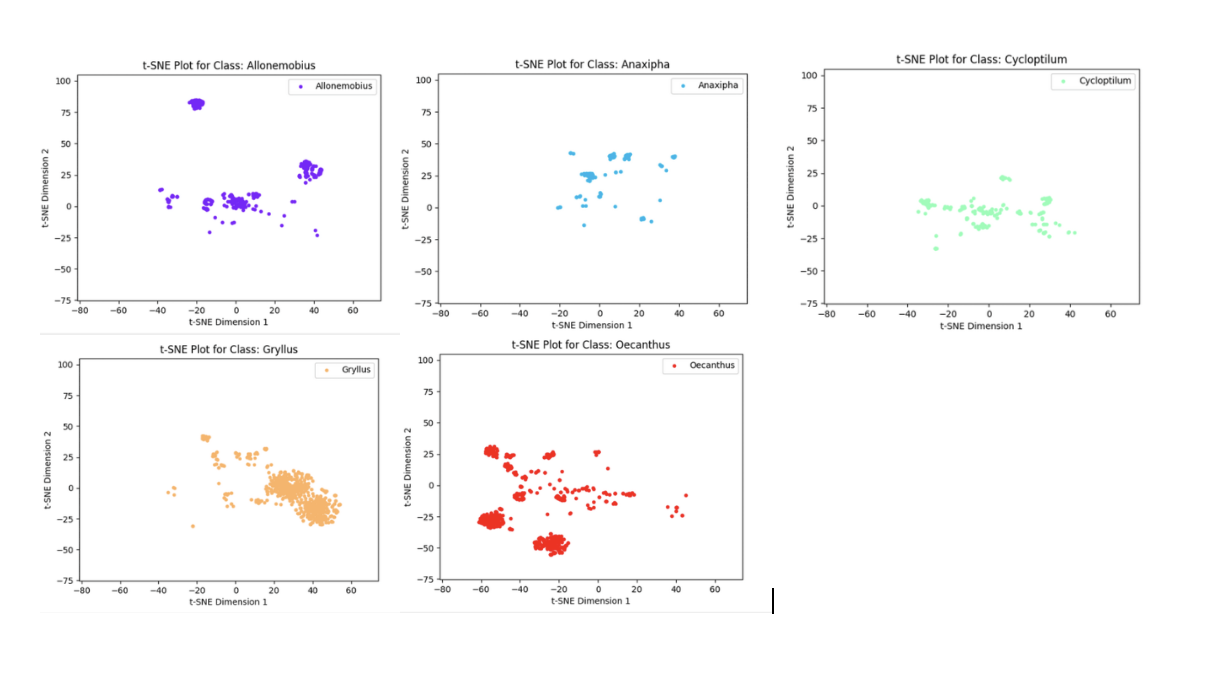 t-SNE Plot for Class: Allonemobius
Allonemobius
100
75
50
25
0
−25
−50
−75
t-SNE Dimension 2
−80 −60 −40 −20 0 20 40 60
t-SNE Dimension 1
t-SNE Plot for Class: Anaxipha
Anaxipha
100
75
50
25
0
−25
−50
−75
t-SNE Dimension 2
−80 −60 −40 −20 0 20 40 60
t-SNE Dimension 1
t-SNE Plot for Class: Cycloptilum
Cycloptilum
100
75
50
25
0
−25
−50
−75
t-SNE Dimension 2
−80 −60 −40 −20 0 20 40 60
t-SNE Dimension 1
t-SNE Plot for Class: Gryllus
Gryllus
100
75
50
25
0
−25
−50
−75
t-SNE Dimension 2
−80 −60 −40 −20 0 20 40 60
t-SNE Dimension 1
t-SNE Plot for Class: Oecanthus
Oecanthus
100
75
50
25
0
−25
−50
−75
t-SNE Dimension 2
−80 −60 −40 −20 0 20 40 60
t-SNE Dimension 1